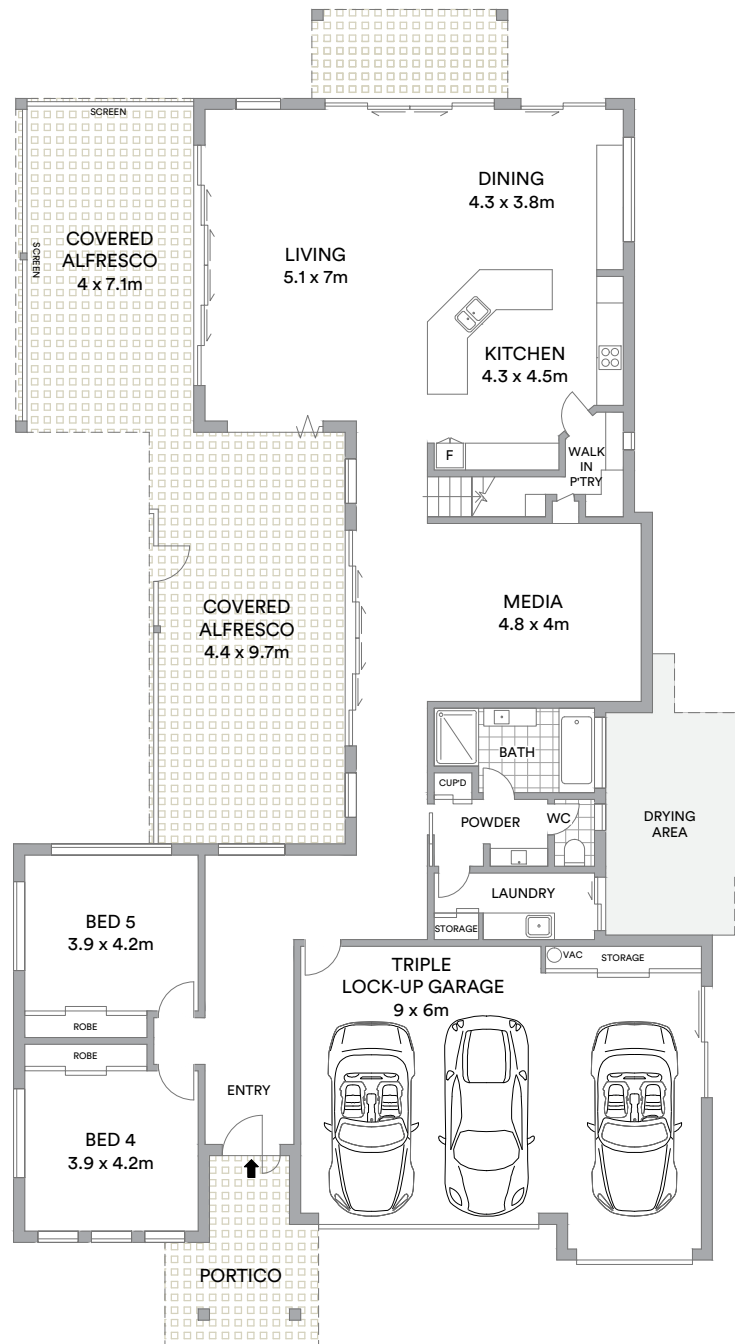 SCREEN
DINING
4.3 x 3.8m
COVERED
ALFRESCO
4 x 7.1m
SCREEN
LIVING
5.1 x 7m
KITCHEN
4.3 x 4.5m
F
WALK
IN
P'TRY
COVERED
ALFRESCO
4.4 x 9.7m
MEDIA
4.8 x 4m
BATH
CUP'D
POWDER
WC
DRYING
AREA
LAUNDRY
STORAGE
BED 5
3.9 x 4.2m
ROBE
TRIPLE
LOCK-UP GARAGE
9 x 6m
VAC
STORAGE
ROBE
ENTRY
BED 4
3.9 x 4.2m
PORTICO